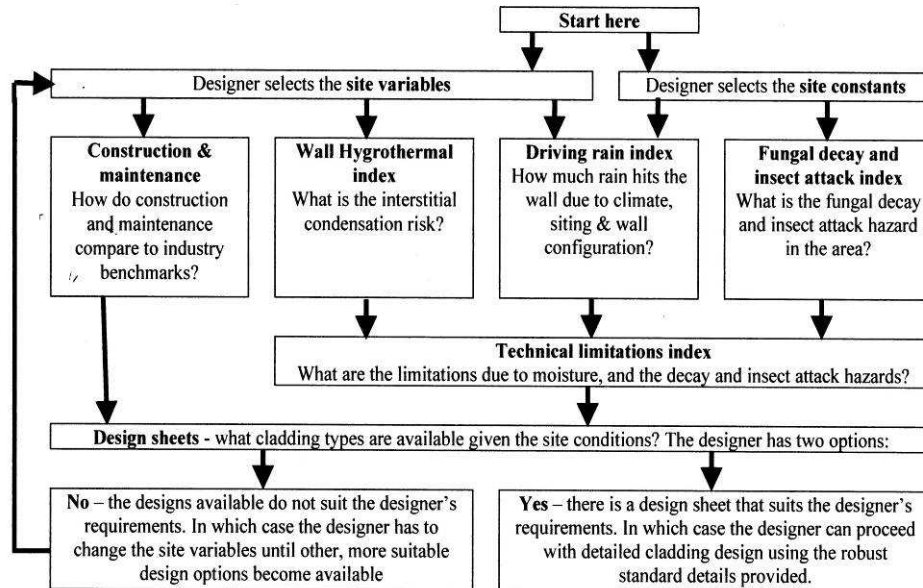 Start here
Designer selects the site variables
Designer selects the site constants
Construction &
maintenance
How do construction
and maintenance
compare to industry
benchmarks?
Wall Hygrothermal
index
What is the interstitial
condensation risk?
Driving rain index
How much rain hits the
wall due to climate,
siting & wall
configuration?
Fungal decay and
insect attack index
What is the fungal decay
and insect attack hazard
in the area?
Technical limitations index
What are the limitations due to moisture, and the decay and insect attack hazards?
Design sheets - what cladding types are available given the site conditions? The designer has two options:
No – the designs available do not suit the designer's
requirements. In which case the designer has to
change the site variables until other, more suitable
design options become available
Yes – there is a design sheet that suits the designer's
requirements. In which case the designer can proceed
with detailed cladding design using the robust
standard details provided.